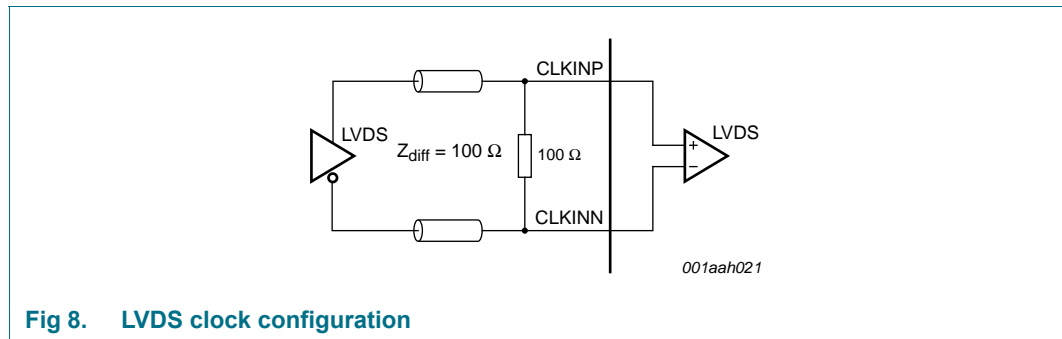 CLKINP
LVDS
Zdiff = 100 Ω
100 Ω
LVDS
+
−
CLKINN
001aah021
Fig 8. LVDS clock configuration